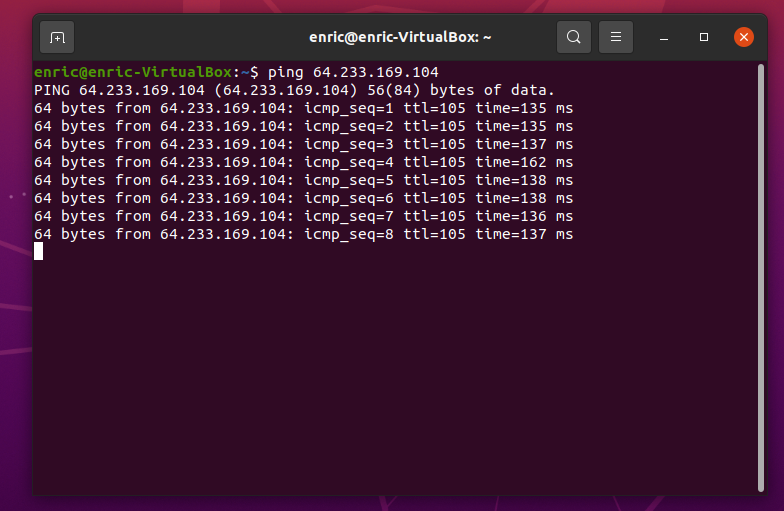 enric@enric-VirtualBox: ~
enric@enric-VirtualBox:~$ ping 64.233.169.104
PING 64.233.169.104 (64.233.169.104) 56(84) bytes of data.
64 bytes from 64.233.169.104: icmp_seq=1 ttl=105 time=135 ms
64 bytes from 64.233.169.104: icmp_seq=2 ttl=105 time=135 ms
64 bytes from 64.233.169.104: icmp_seq=3 ttl=105 time=137 ms
64 bytes from 64.233.169.104: icmp_seq=4 ttl=105 time=162 ms
64 bytes from 64.233.169.104: icmp_seq=5 ttl=105 time=138 ms
64 bytes from 64.233.169.104: icmp_seq=6 ttl=105 time=138 ms
64 bytes from 64.233.169.104: icmp_seq=7 ttl=105 time=136 ms
64 bytes from 64.233.169.104: icmp_seq=8 ttl=105 time=137 ms